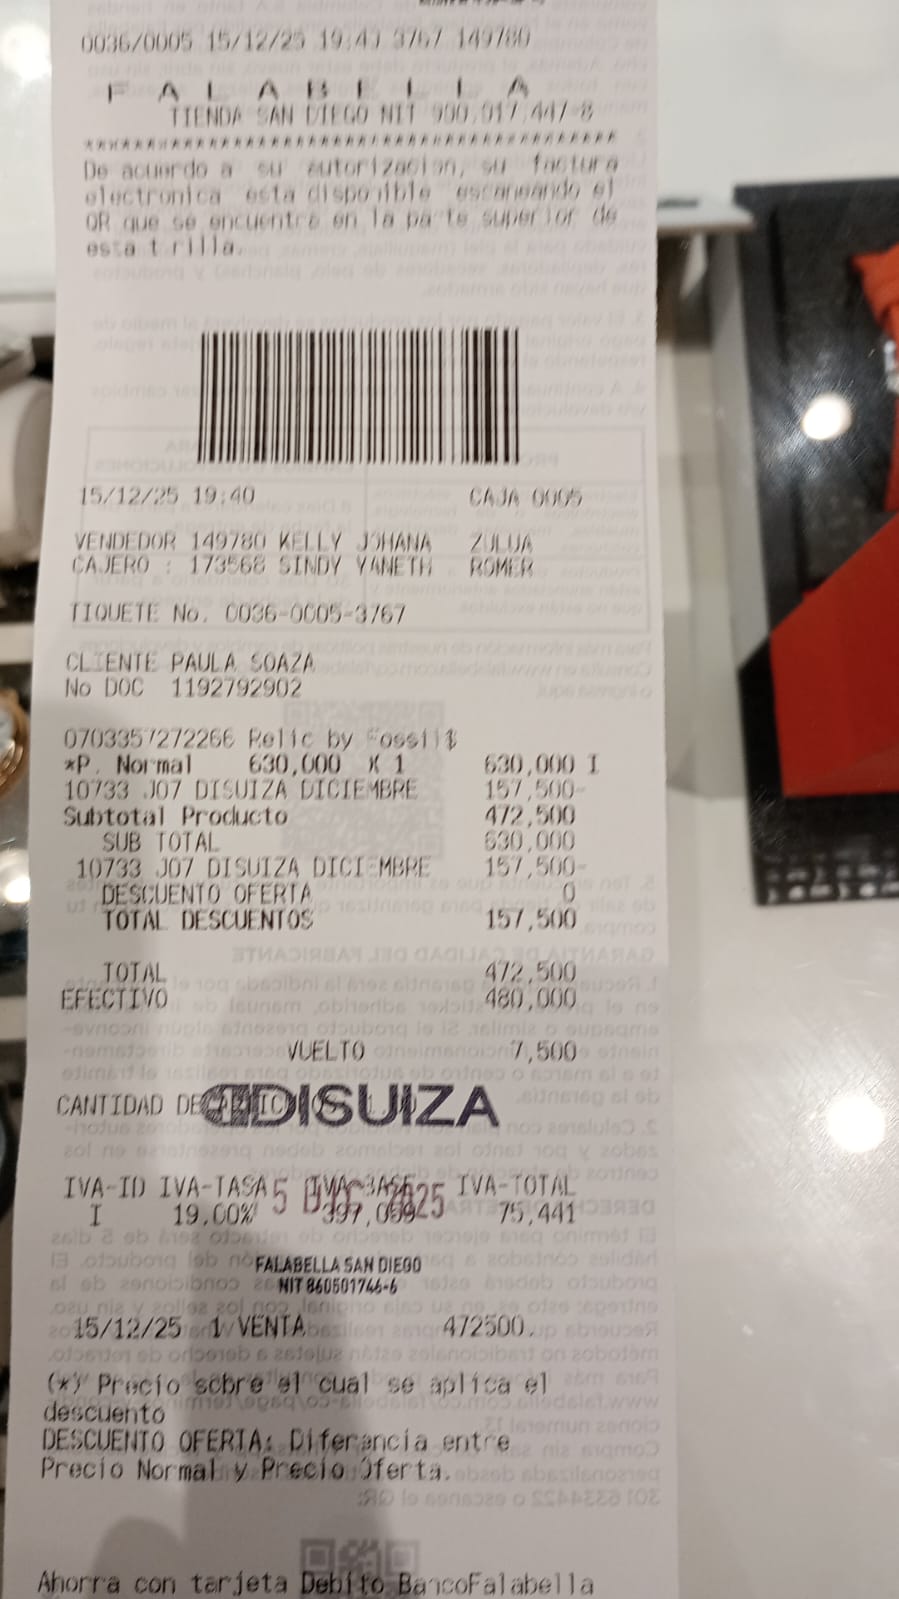 0036/0005 15/12/25 19:40 3767 149780
FALABELLA
TIENDA SAN DIEGO NIT 900,017,447-8
****************************************************
De acuerdo a su autorizacion, su factura
electronica esta disponible escaneando el
QR que se encuentra en la parte superior de
esta tirilla.
15/12/25 19:40 CAJA 0005
VENDEDOR 149780 KELLY JOHANA ZULUA
CAJERO : 173568 SINDY YANETH ROMER
TIQUETE No. 0036-0005-3767
CLIENTE PAULA SOAZA
No DOC 1192792902
0703357272266 Relic by Fossil$
*P. Normal 630,000 X 1 630,000 I
10733 J07 DISUIZA DICIEMBRE 157,500-
Subtotal Producto 472,500
SUB TOTAL 630,000
10733 J07 DISUIZA DICIEMBRE 157,500-
DESCUENTO OFERTA 0
TOTAL DESCUENTOS 157,500
TOTAL 472,500
EFECTIVO 480,000
VUELTO 7,500
CANTIDAD DE
DISUIZA
IVA-ID IVA-TASA IVA-BASE IVA-TOTAL
5 DIC 2025
I 19.00% 397,059 75,441
FALABELLA SAN DIEGO
NIT 860501746-6
15/12/25 1 VENTA 472500.
(*) Precio sobre el cual se aplica el
descuento
DESCUENTO OFERTA: Diferencia entre
Precio Normal y Precio Oferta.
Ahorra con tarjeta Debito BancoFalabella